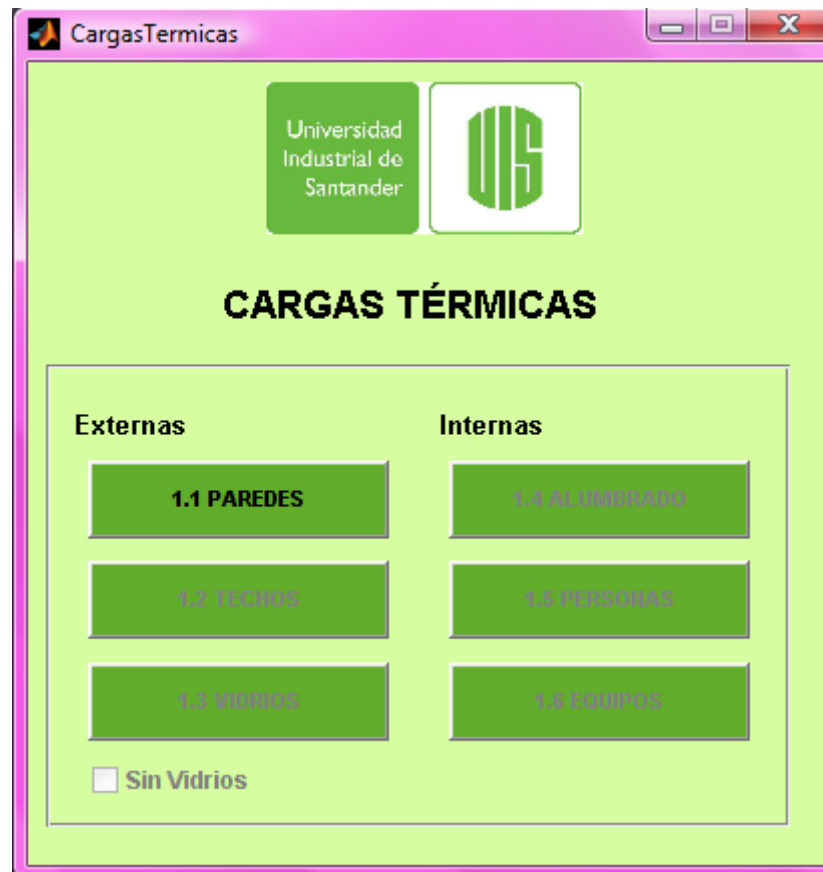 CargasTermicas
Universidad
Industrial de
Santander
UIS
CARGAS TÉRMICAS
Externas
1.1 PAREDES
1.2 TECHOS
1.3 VIDRIOS
Sin Vidrios
Internas
1.4 ALUMBRADO
1.5 PERSONAS
1.6 EQUIPOS